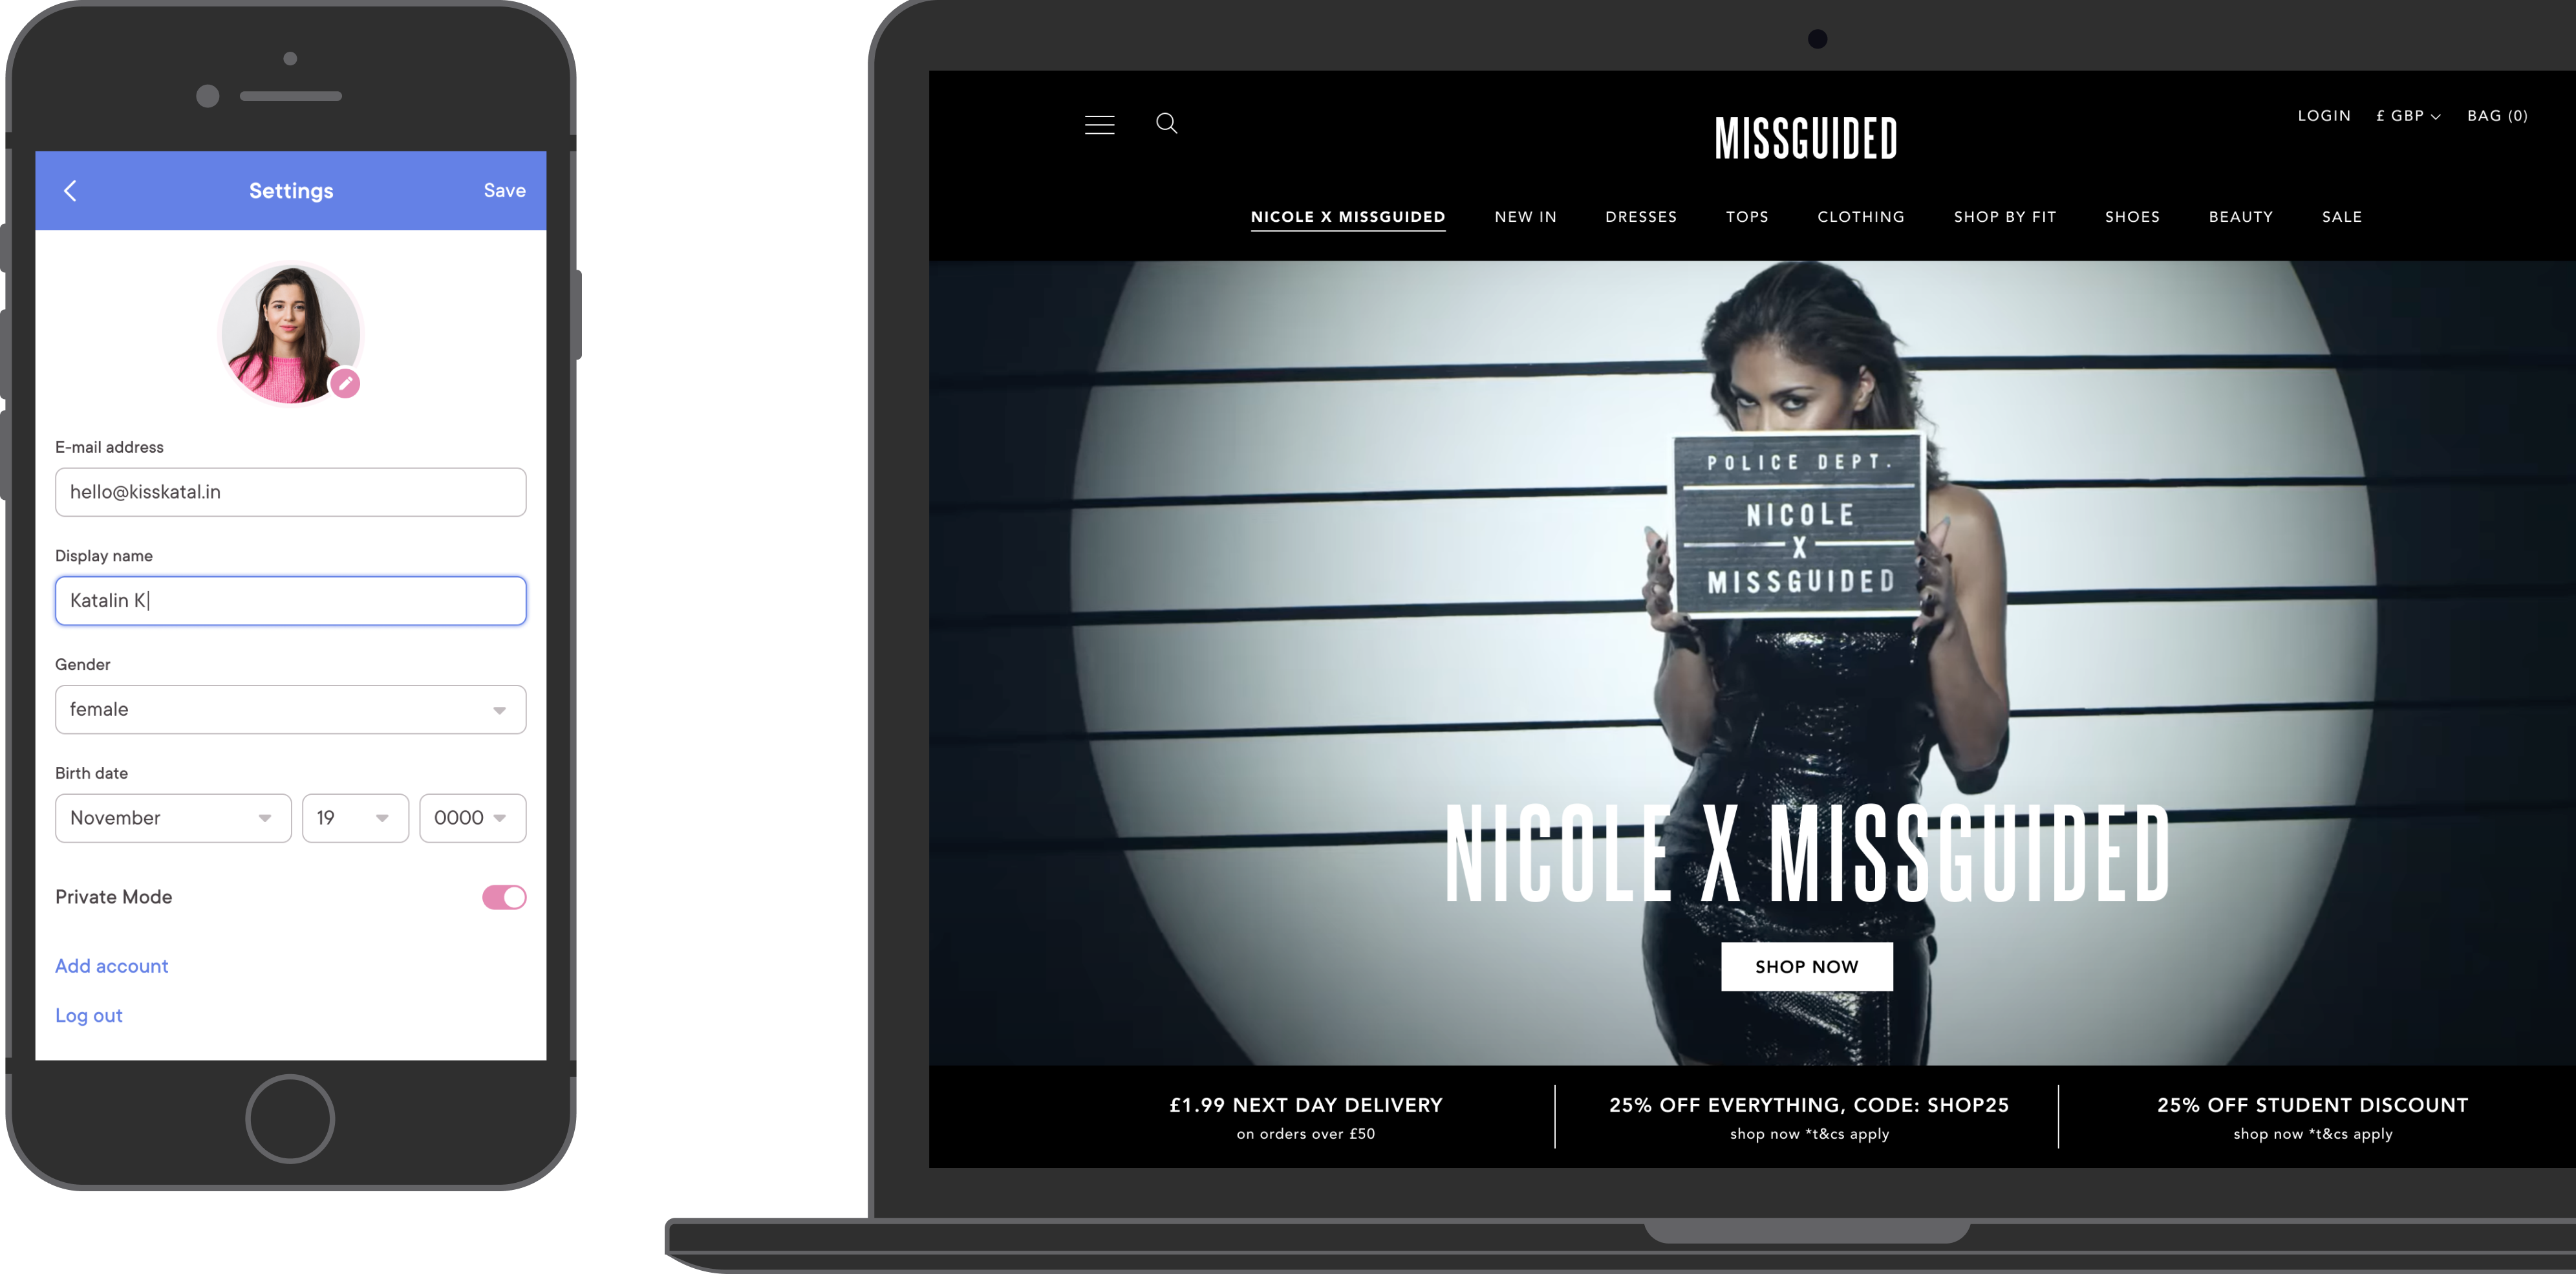 Settings
Save
E-mail address
hello@kisskatal.in
Display name
Katalin K
Gender
female
Birth date
November
19
0000
Private Mode
Add account
Log out
MISSGUIDED
LOGIN
£ GBP
BAG (0)
NICOLE X MISSGUIDED
NEW IN
DRESSES
TOPS
CLOTHING
SHOP BY FIT
SHOES
BEAUTY
SALE
POLICE DEPT.
NICOLE
X
MISSGUIDED
NICOLE X MISSGUIDED
SHOP NOW
£1.99 NEXT DAY DELIVERY
on orders over £50
25% OFF EVERYTHING, CODE: SHOP25
shop now *t&cs apply
25% OFF STUDENT DISCOUNT
shop now *t&cs apply